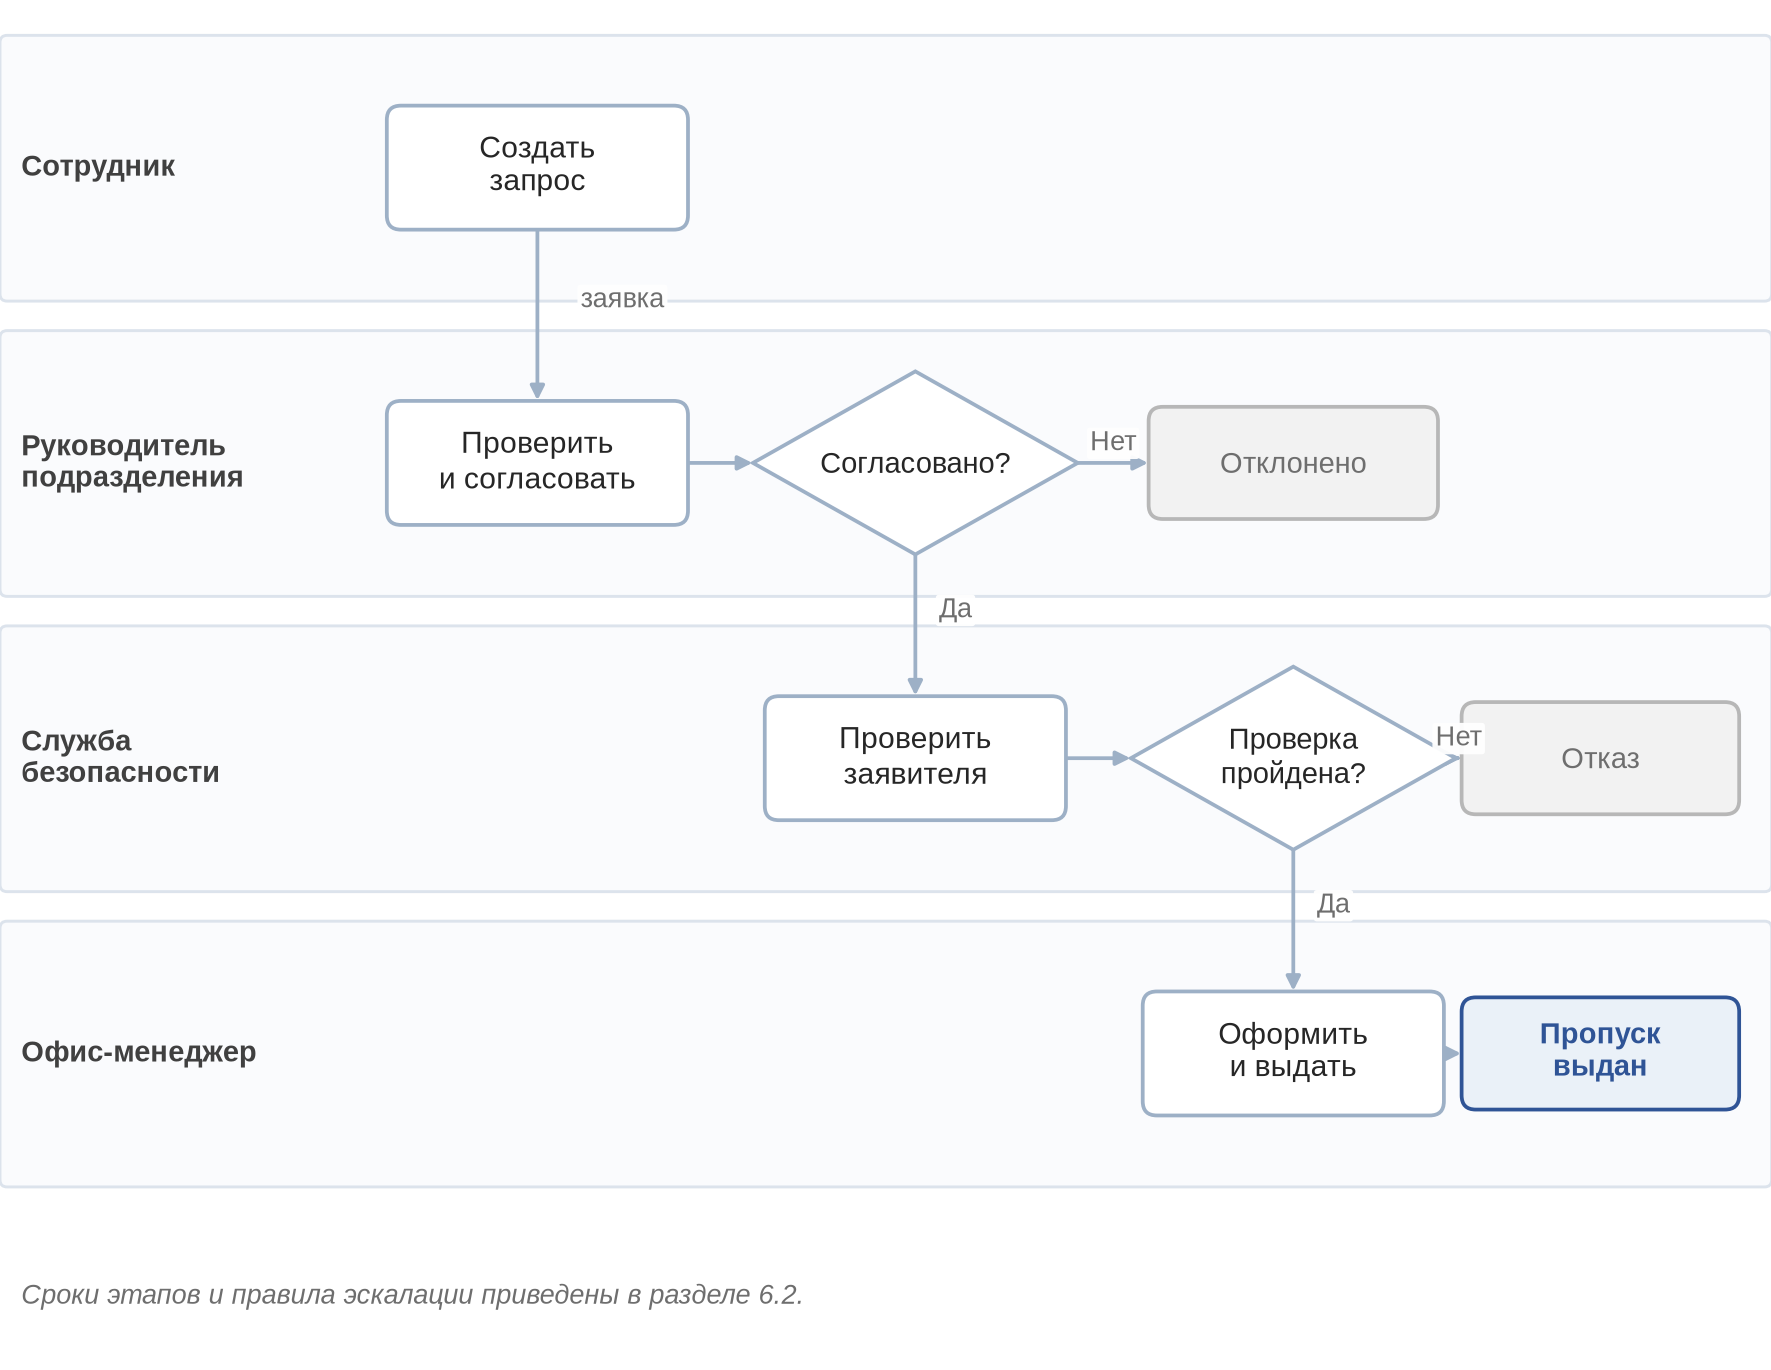 Сотрудник
Создать
запрос
заявка
Руководитель
подразделения
Проверить
и согласовать
Согласовано?
Нет
Отклонено
Да
Служба
безопасности
Проверить
заявителя
Проверка
пройдена?
Нет
Отказ
Да
Офис-менеджер
Оформить
и выдать
Пропуск
выдан
Сроки этапов и правила эскалации приведены в разделе 6.2.